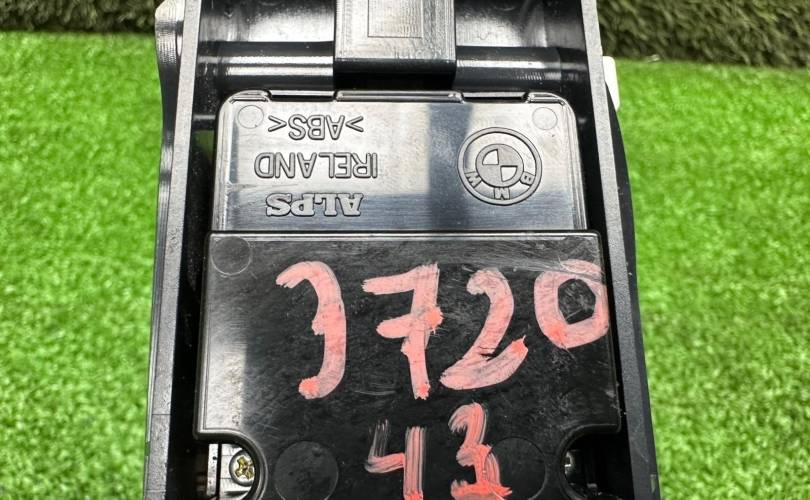 ALPS
IRELAND
>ABS<
BMW
3720
43